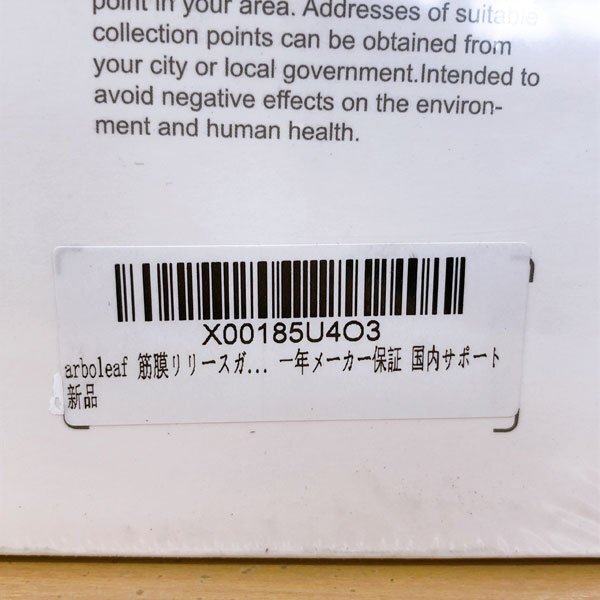 point in your area. Addresses of suitable
collection points can be obtained from
your city or local government.Intended to
avoid negative effects on the environ-
ment and human health.
X00185U4O3
arboleaf 筋膜リリースガ... 一年メーカー保証 国内サポート
新品